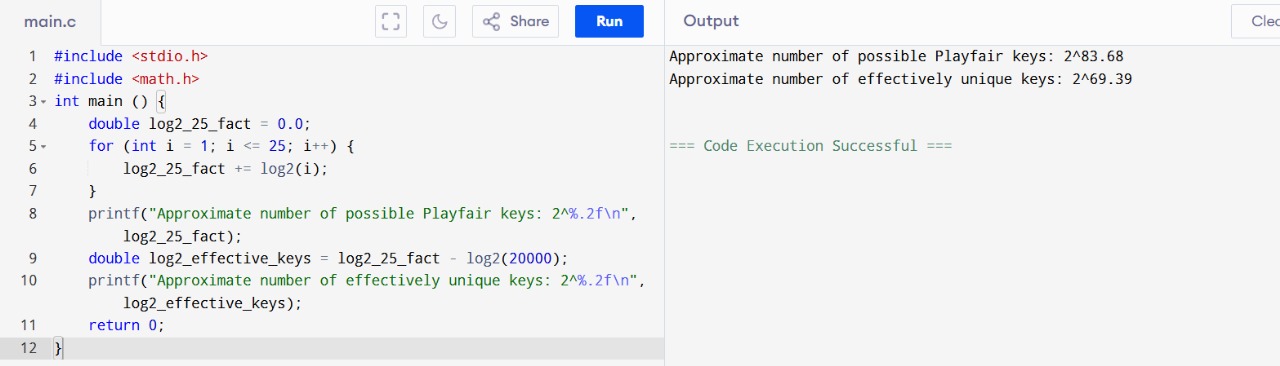 main.c
Share
Run
Output
Clea
1 #include <stdio.h>
2 #include <math.h>
3 int main () {
4 double log2_25_fact = 0.0;
5 for (int i = 1; i <= 25; i++) {
6 log2_25_fact += log2(i);
7 }
8 printf("Approximate number of possible Playfair keys: 2^%.2f\n",
log2_25_fact);
9 double log2_effective_keys = log2_25_fact - log2(20000);
10 printf("Approximate number of effectively unique keys: 2^%.2f\n",
log2_effective_keys);
11 return 0;
12 }
Approximate number of possible Playfair keys: 2^83.68
Approximate number of effectively unique keys: 2^69.39
=== Code Execution Successful ===